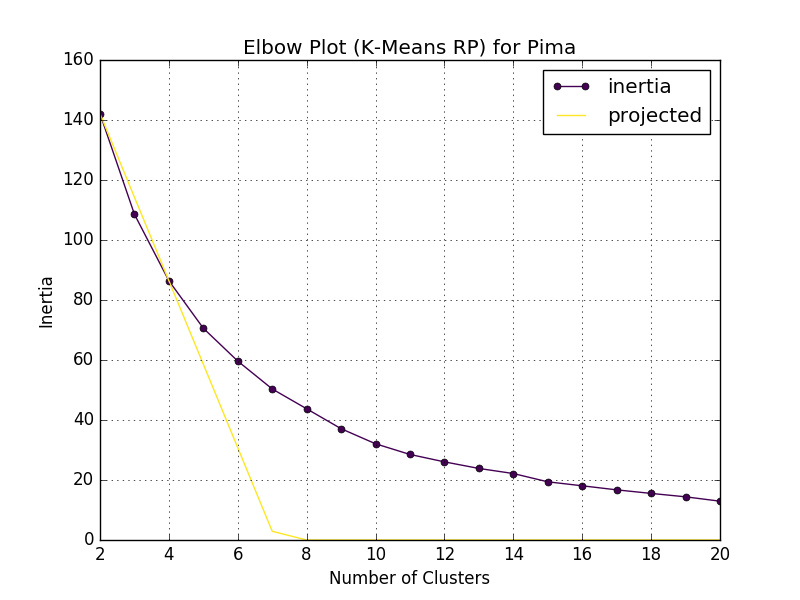 Elbow Plot (K-Means RP) for Pima
inertia
projected
160
140
120
100
80
60
40
20
0
Inertia
2 4 6 8 10 12 14 16 18 20
Number of Clusters